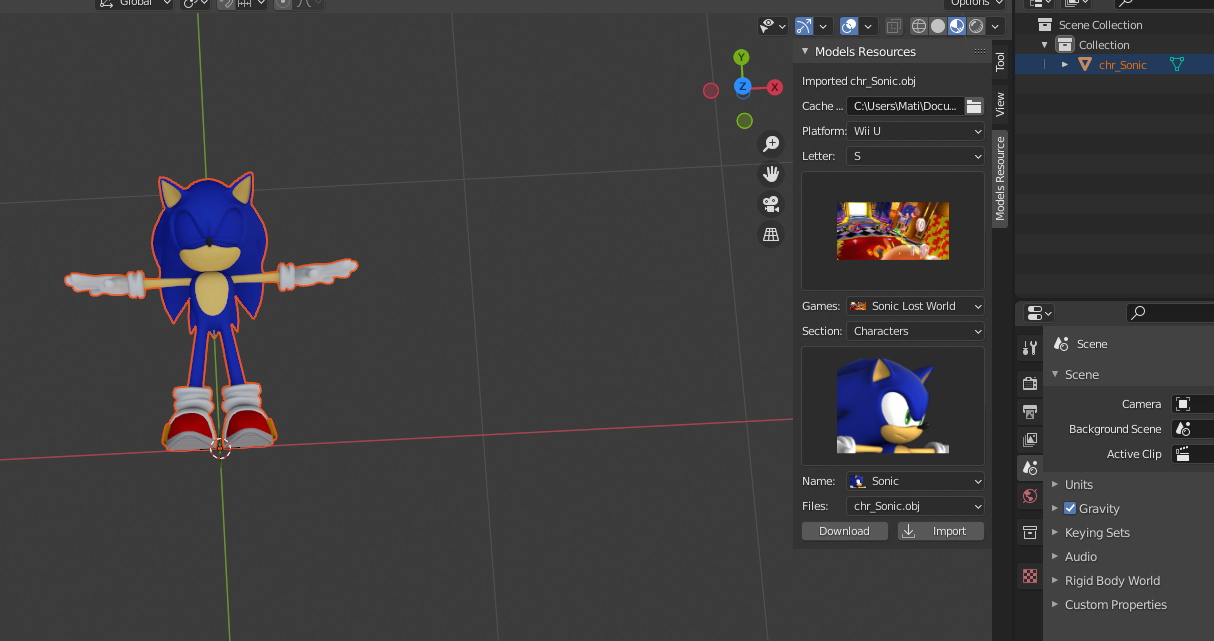 Global
Options
Y
Z
X
Models Resources
Imported chr_Sonic.obj
Cache ...
C:\Users\Mati\Docu...
Platform:
Wii U
Letter:
S
Games:
Sonic Lost World
Section:
Characters
Name:
Sonic
Files:
chr_Sonic.obj
Download
Import
Tool
View
Models Resource
Scene Collection
Collection
chr_Sonic
Scene
Scene
Camera
Background Scene
Active Clip
Units
Gravity
Keying Sets
Audio
Rigid Body World
Custom Properties